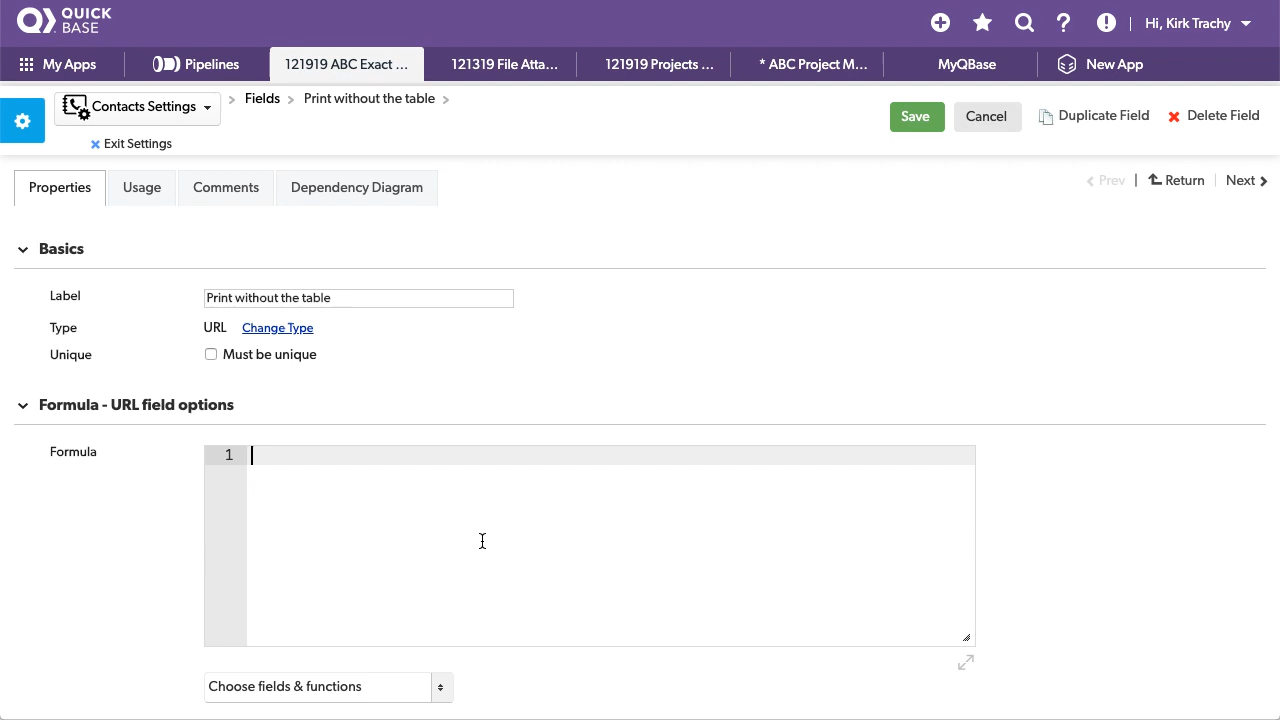 QUICK BASE
Hi, Kirk Trachy
My Apps
Pipelines
121919 ABC Exact ...
121319 File Atta...
121919 Projects ...
* ABC Project M...
MyQBase
New App
Contacts Settings > Fields > Print without the table >
Exit Settings
Save
Cancel
Duplicate Field
Delete Field
Properties
Usage
Comments
Dependency Diagram
Prev | Return | Next
Basics
Label
Print without the table
Type
URL Change Type
Unique
Must be unique
Formula - URL field options
Formula
1
Choose fields & functions